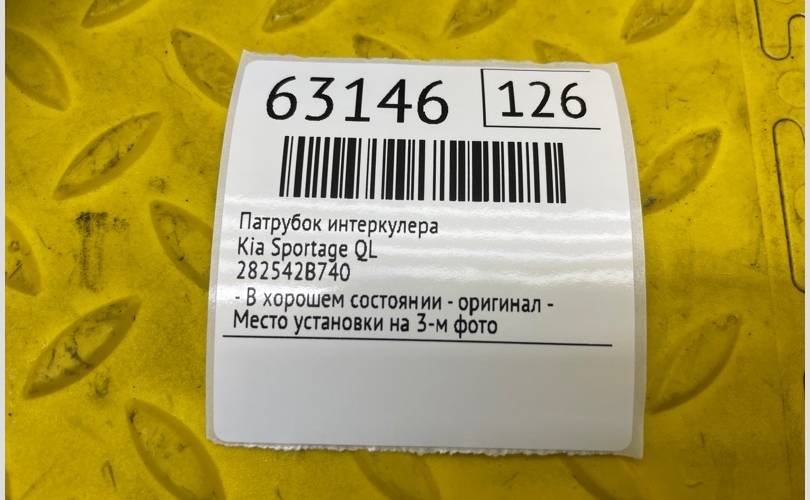 63146 126
Патрубок интеркулера
Kia Sportage QL
282542B740
- В хорошем состоянии - оригинал -
Место установки на 3-м фото